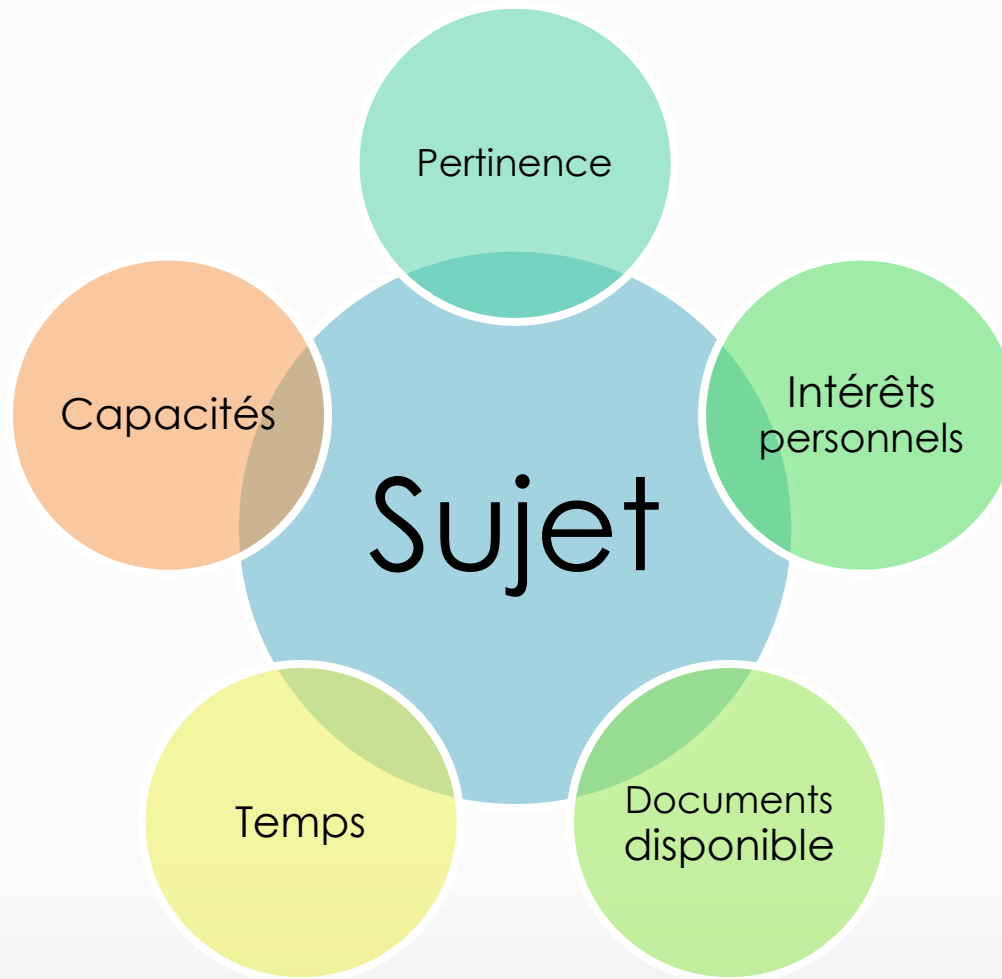 Pertinence
Capacités
Intérêts
personnels
Sujet
Temps
Documents
disponible